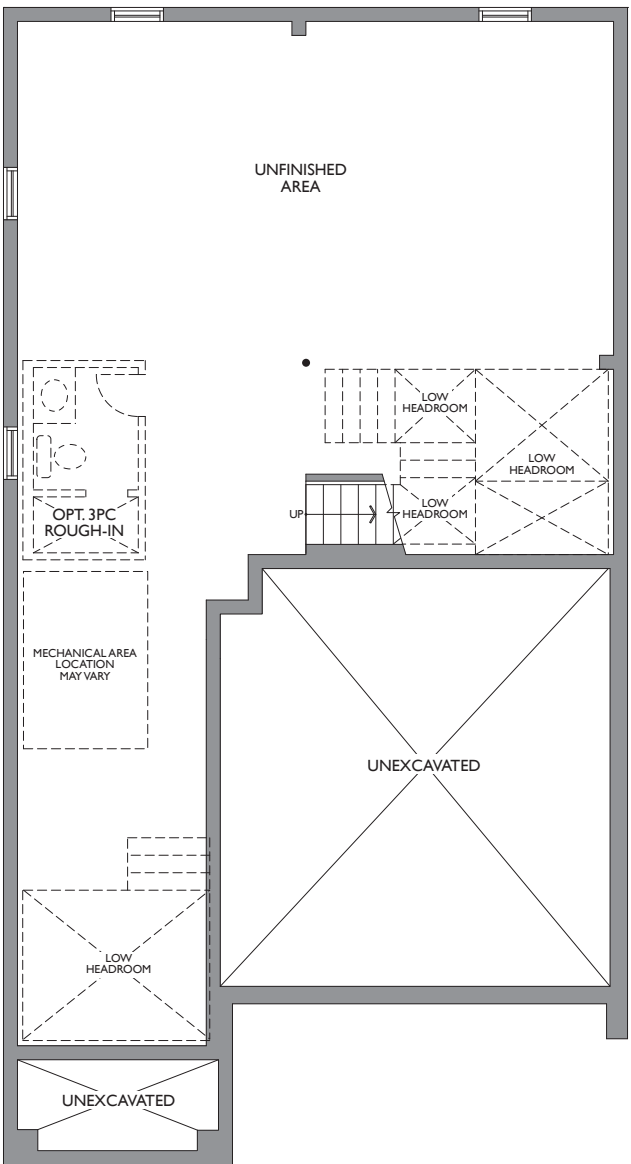 UNFINISHED
AREA
LOW
HEADROOM
LOW
HEADROOM
OPT. 3PC
ROUGH-IN
UP
LOW
HEADROOM
MECHANICAL AREA
LOCATION
MAY VARY
UNEXCAVATED
LOW
HEADROOM
UNEXCAVATED